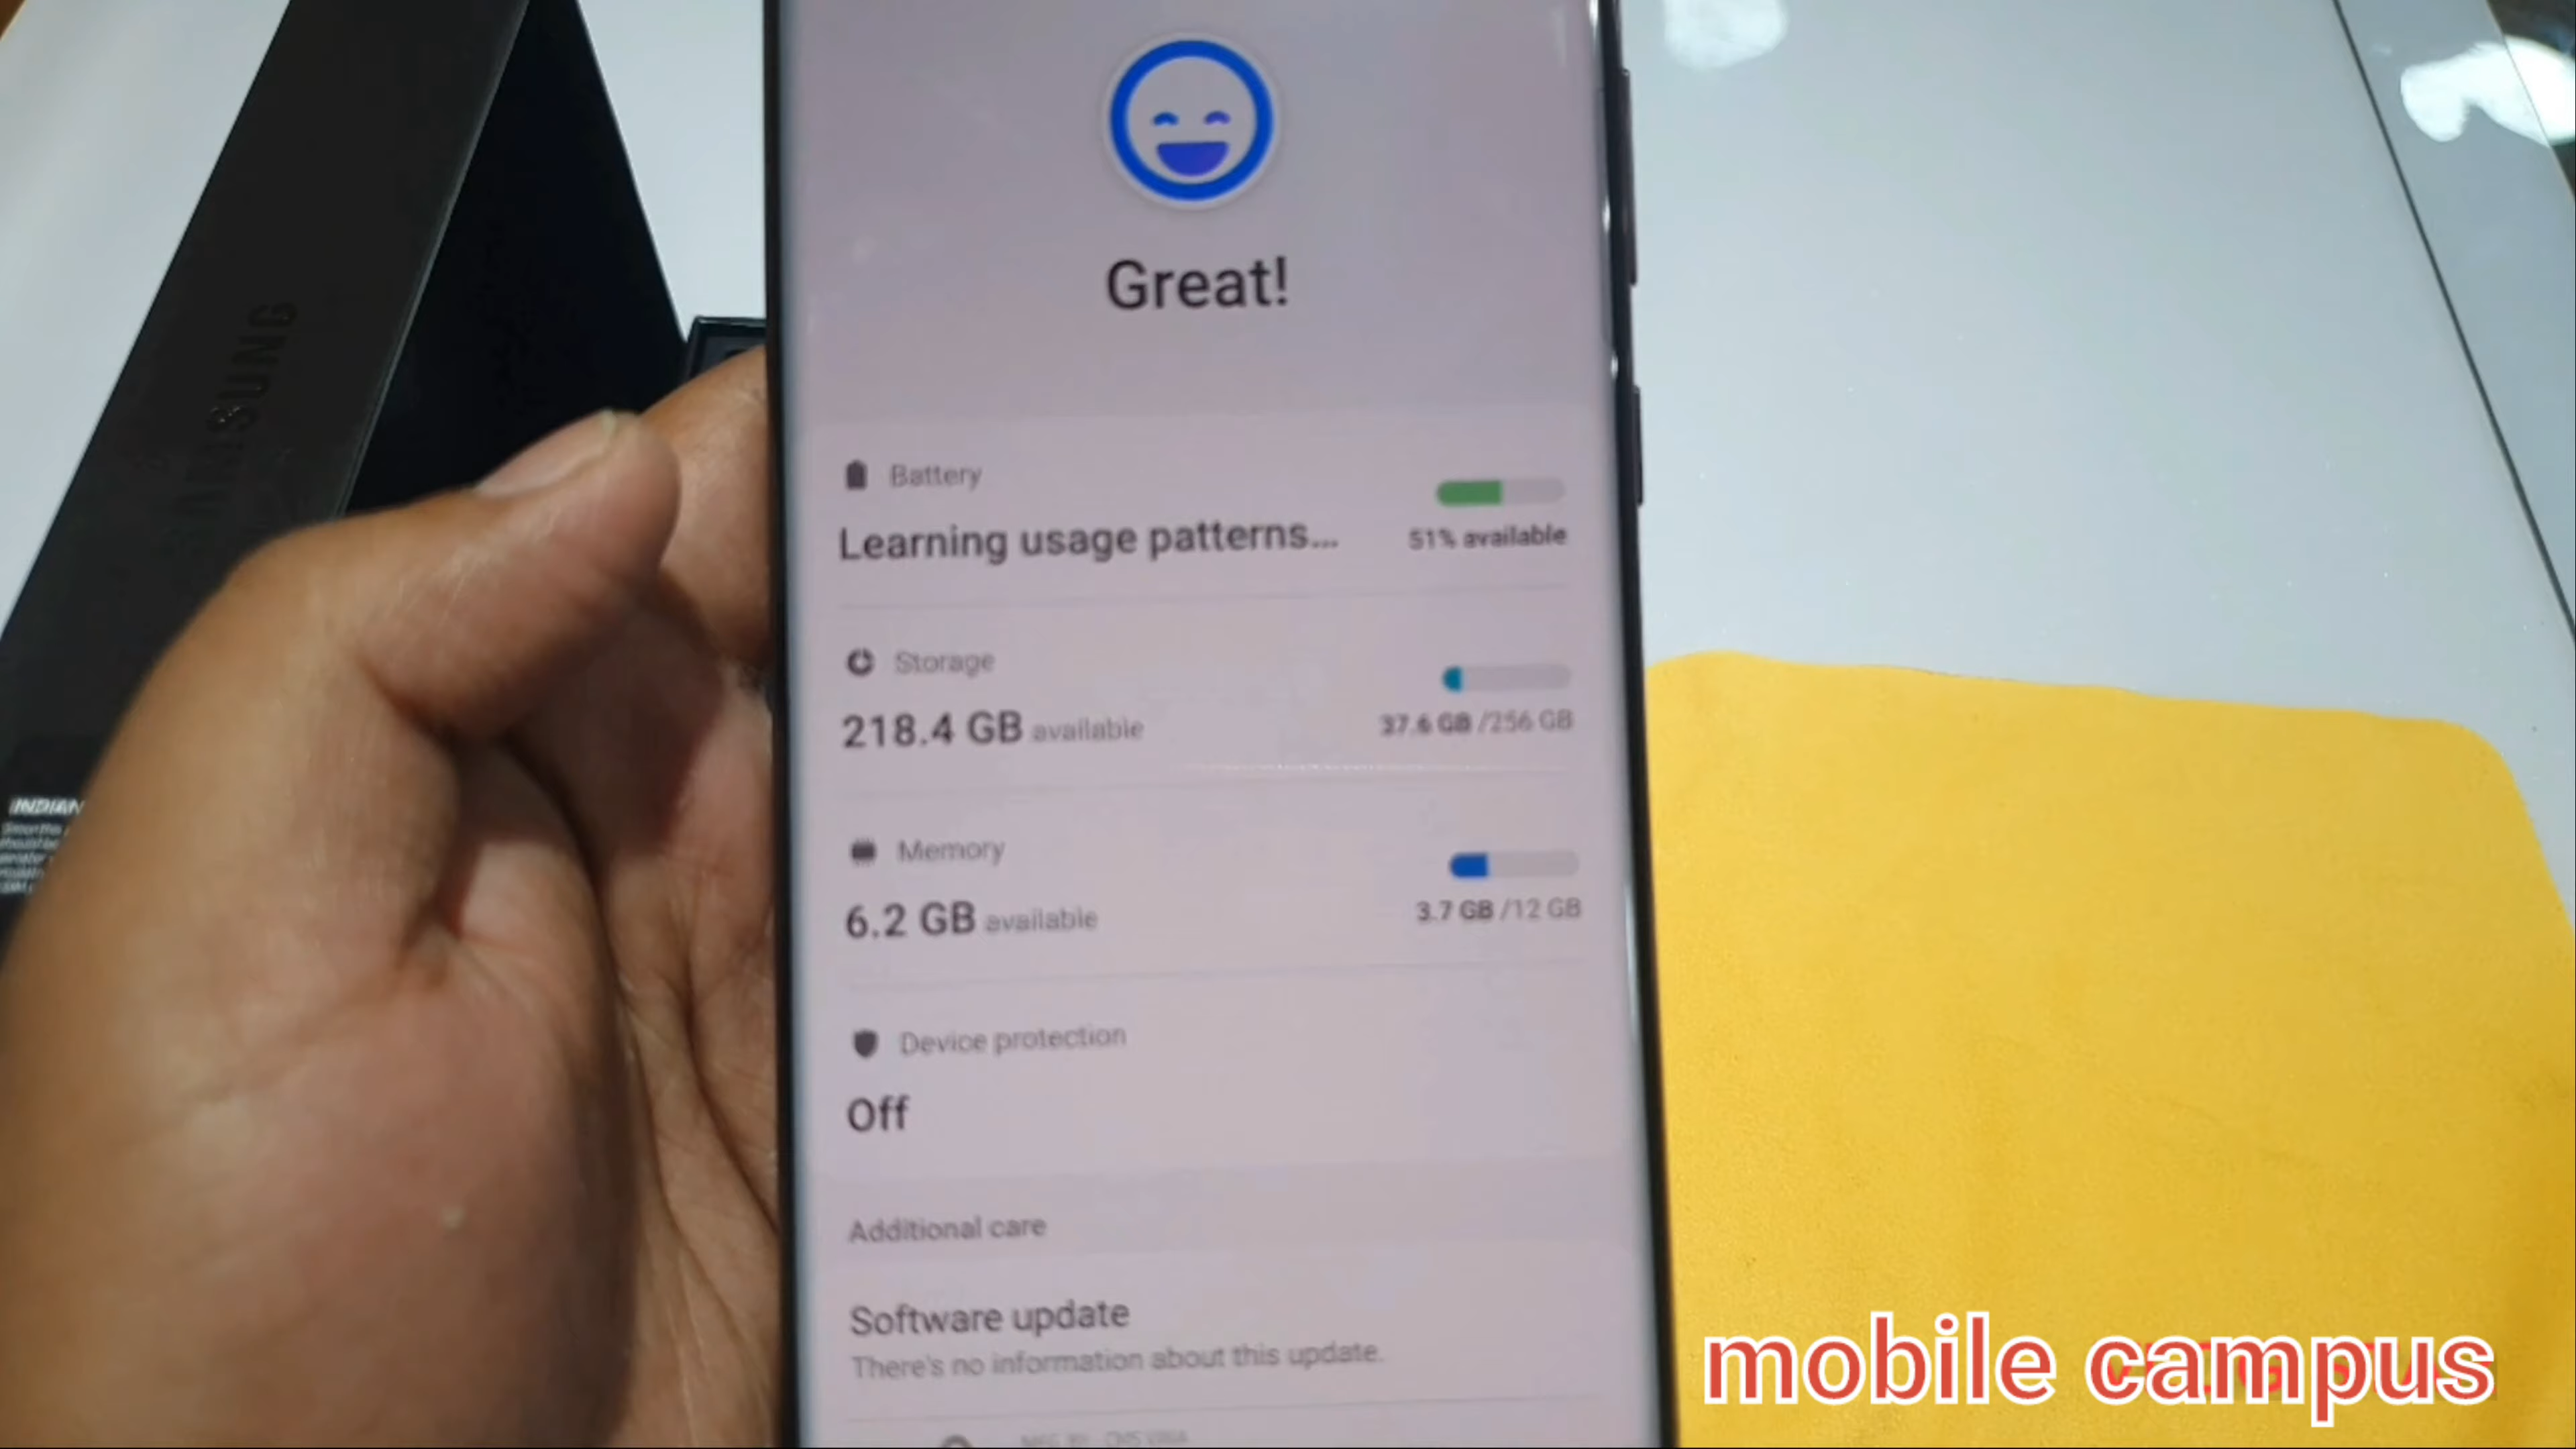 SAMSUNG
Great!
Battery
Learning usage patterns...
51% available
Storage
218.4 GB available
37.6 GB /256 GB
Memory
6.2 GB available
3.7 GB /12 GB
Device protection
Off
Additional care
Software update
There's no information about this update.
INDIAN
mobile campus